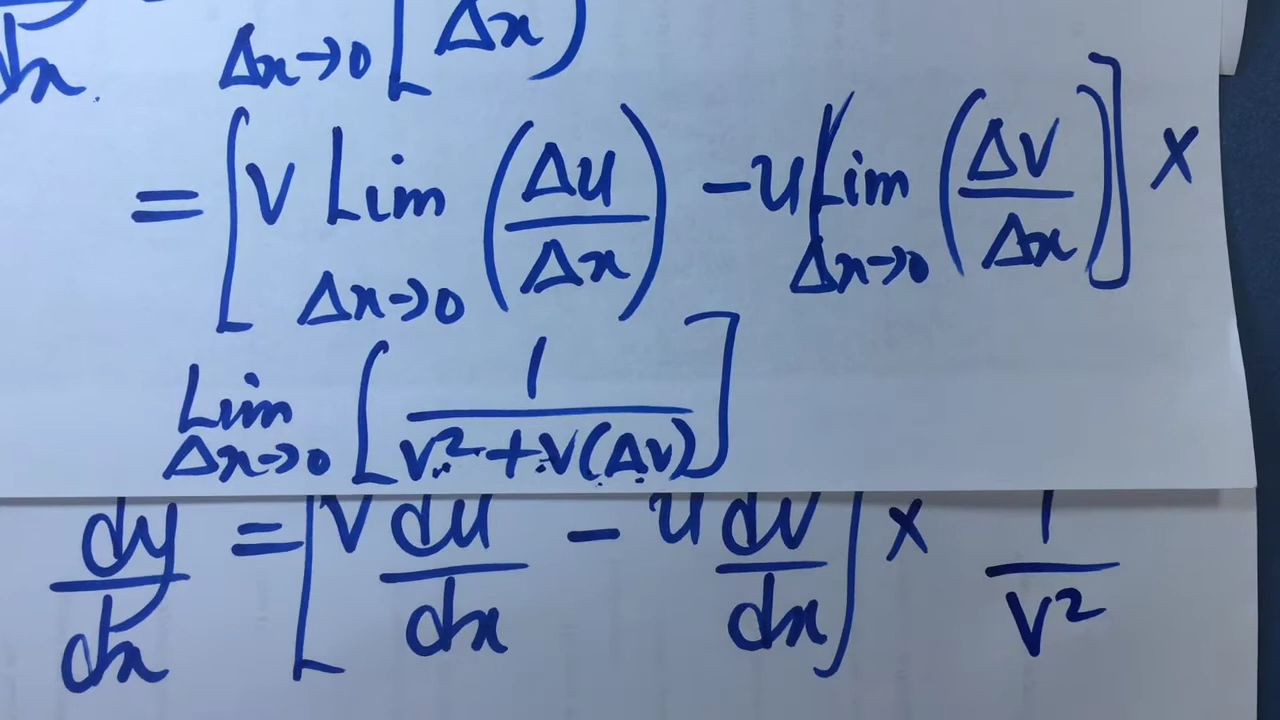 dx. Δx→0 [ Δx )
= [ V Lim Δx→0 (Δu/Δx) - u Lim Δx→0 (Δv/Δx) ] ×
Lim Δx→0 [ 1/(v² + v(Δv)) ]
dy/dx = [ V du/dx - u dv/dx ] × 1/v²